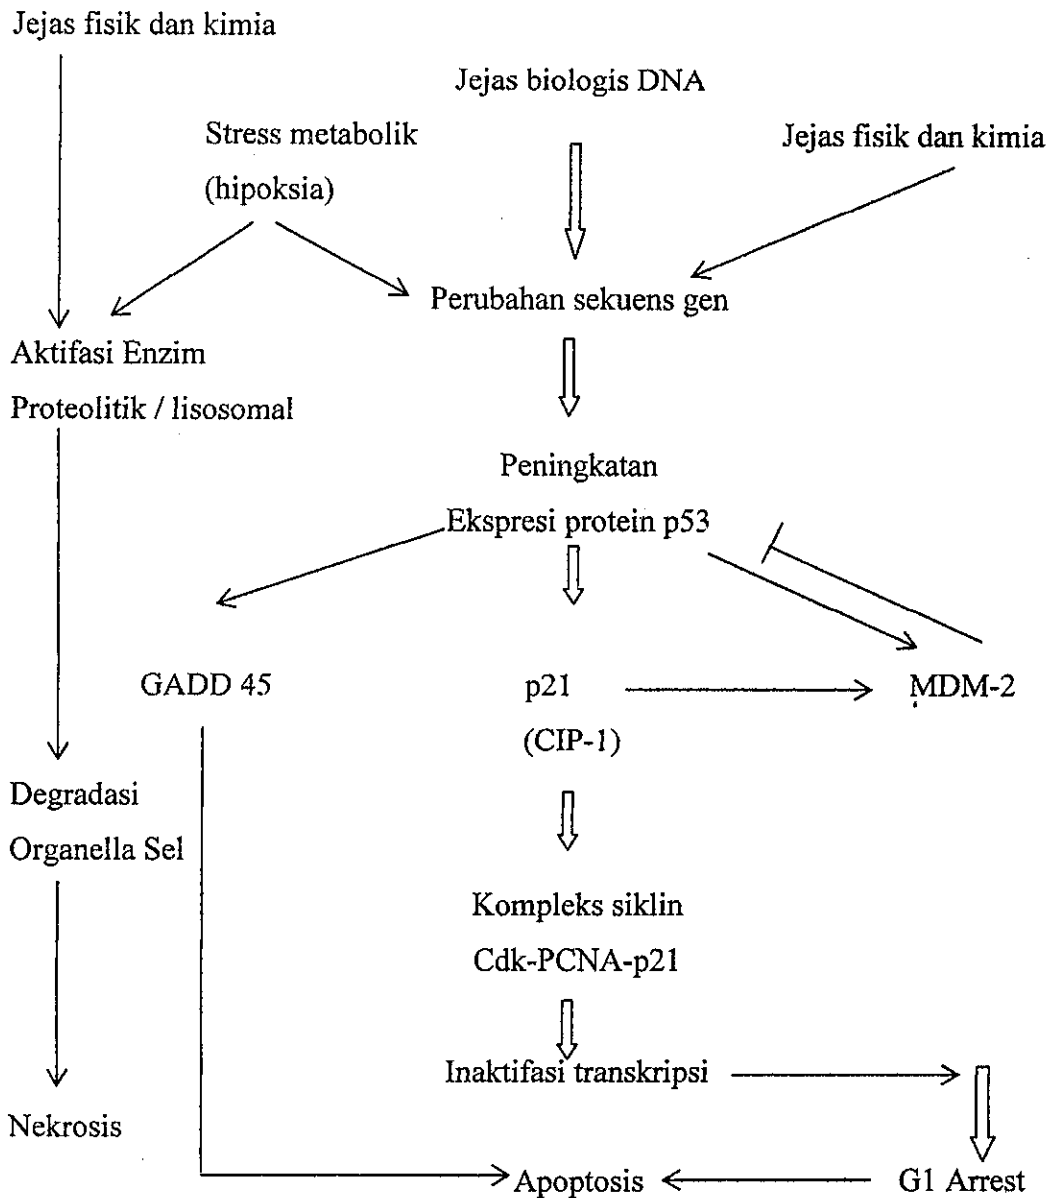 Jejas fisik dan kimia
Jejas biologis DNA
Stress metabolik
(hipoksia)
Jejas fisik dan kimia
Perubahan sekuens gen
Aktifasi Enzim
Proteolitik / lisosomal
Peningkatan
Ekspresi protein p53
GADD 45
p21
(CIP-1)
MDM-2
Degradasi
Organella Sel
Kompleks siklin
Cdk-PCNA-p21
Inaktifasi transkripsi
Nekrosis
Apoptosis
G1 Arrest